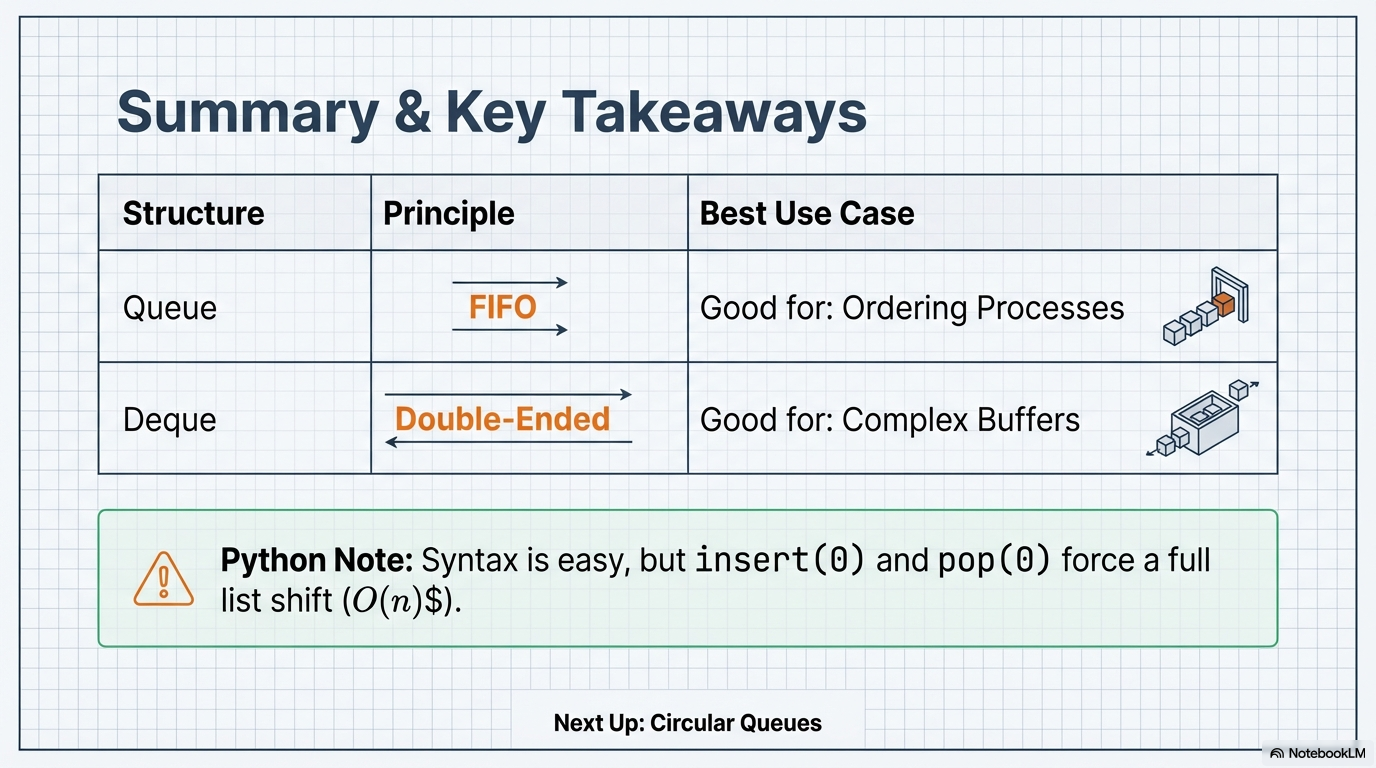 Summary & Key Takeaways
Structure Principle Best Use Case
Queue FIFO Good for: Ordering Processes
Deque Double-Ended Good for: Complex Buffers
Python Note: Syntax is easy, but insert(0) and pop(0) force a full
list shift (O(n)$).
Next Up: Circular Queues
NotebookLM